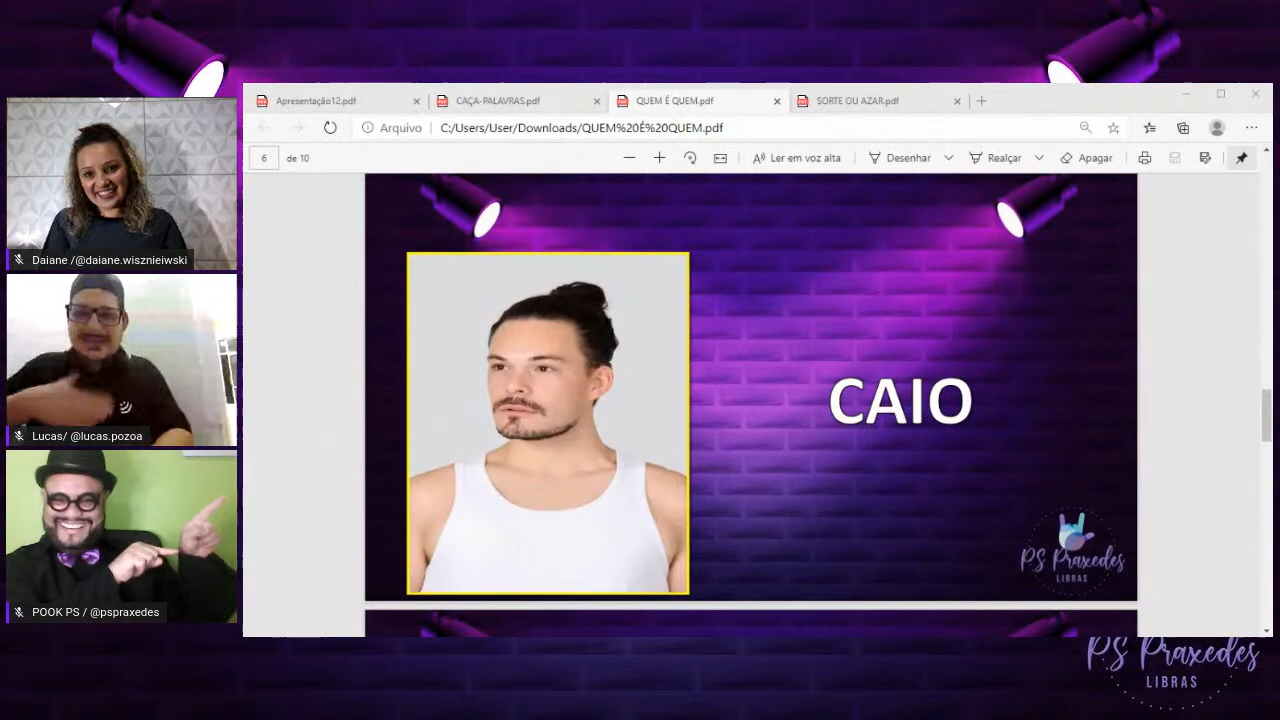 Apresentação12.pdf
CAÇA-PALAVRAS.pdf
QUEM É QUEM.pdf
SORTE OU AZAR.pdf
Arquivo
C:/Users/User/Downloads/QUEM%20É%20QUEM.pdf
6
de 10
Ler em voz alta
Desenhar
Realçar
Apagar
Daiane /@daiane.wisznieiwski
Lucas/ @lucas.pozoa
POOK PS / @pspraxedes
CAIO
PS Praxedes
LIBRAS
PS Praxedes
LIBRAS